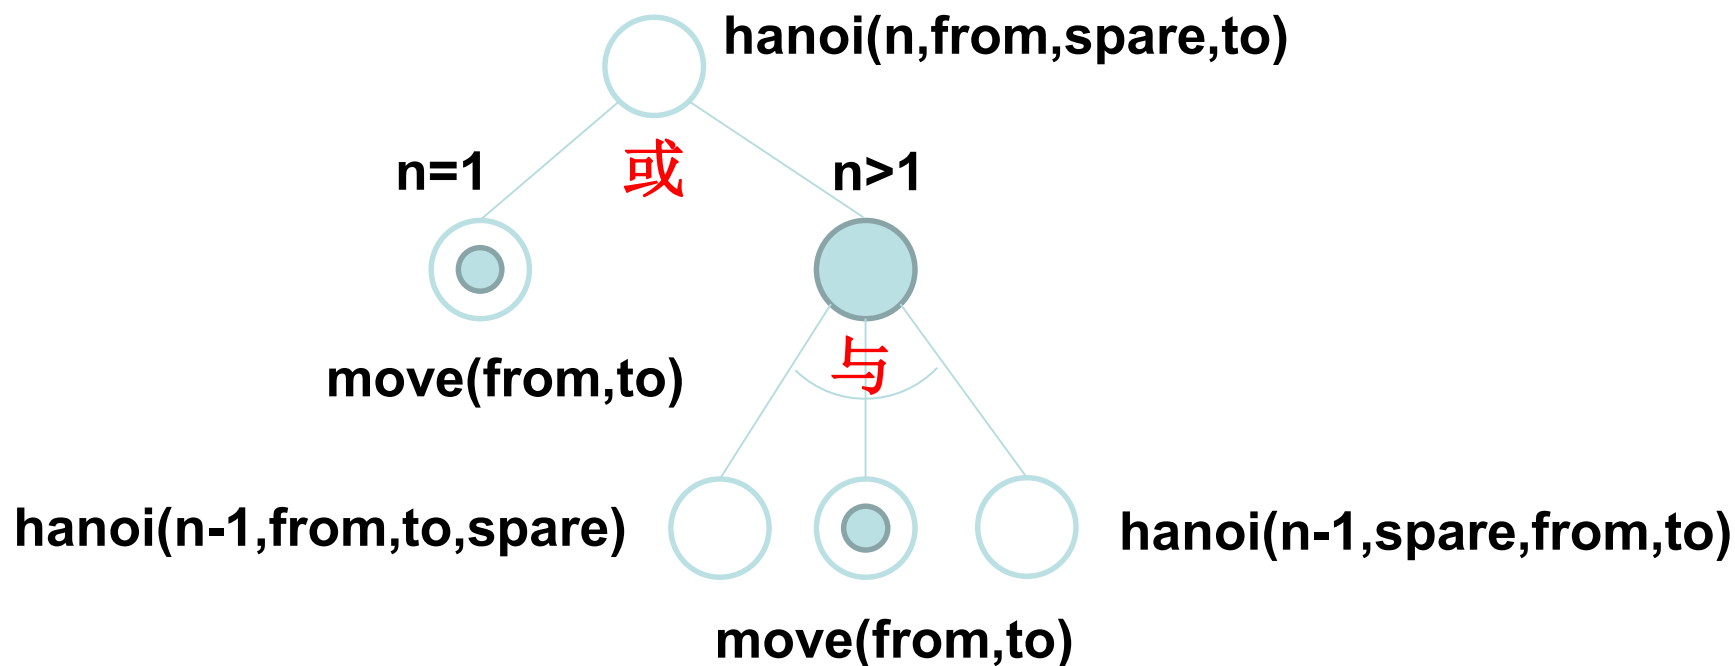 hanoi(n,from,spare,to)
n=1
或
n>1
move(from,to)
与
hanoi(n-1,from,to,spare)
hanoi(n-1,spare,from,to)
move(from,to)